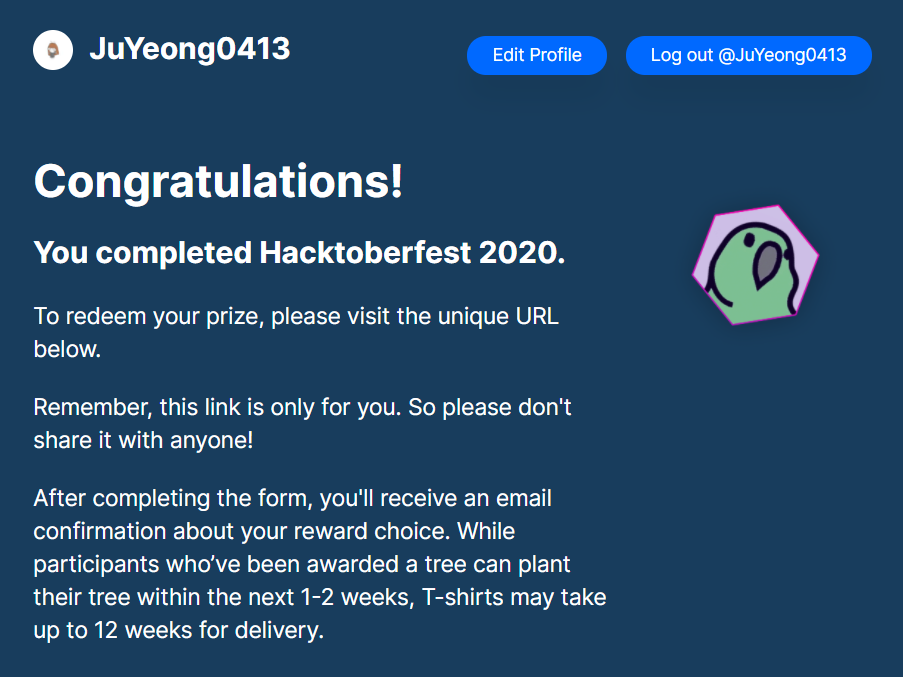 JuYeong0413
Edit Profile
Log out @JuYeong0413
Congratulations!
You completed Hacktoberfest 2020.
To redeem your prize, please visit the unique URL
below.
Remember, this link is only for you. So please don't
share it with anyone!
After completing the form, you'll receive an email
confirmation about your reward choice. While
participants who’ve been awarded a tree can plant
their tree within the next 1-2 weeks, T-shirts may take
up to 12 weeks for delivery.